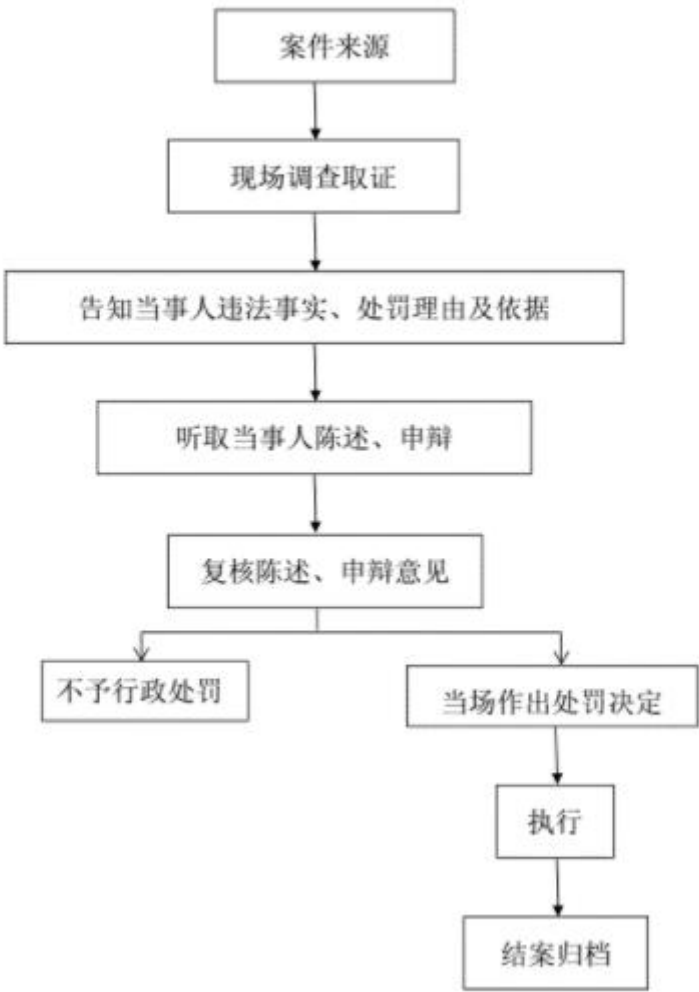 案件来源
现场调查取证
告知当事人违法事实、处罚理由及依据
听取当事人陈述、申辩
复核陈述、申辩意见
不予行政处罚
当场作出处罚决定
执行
结案归档